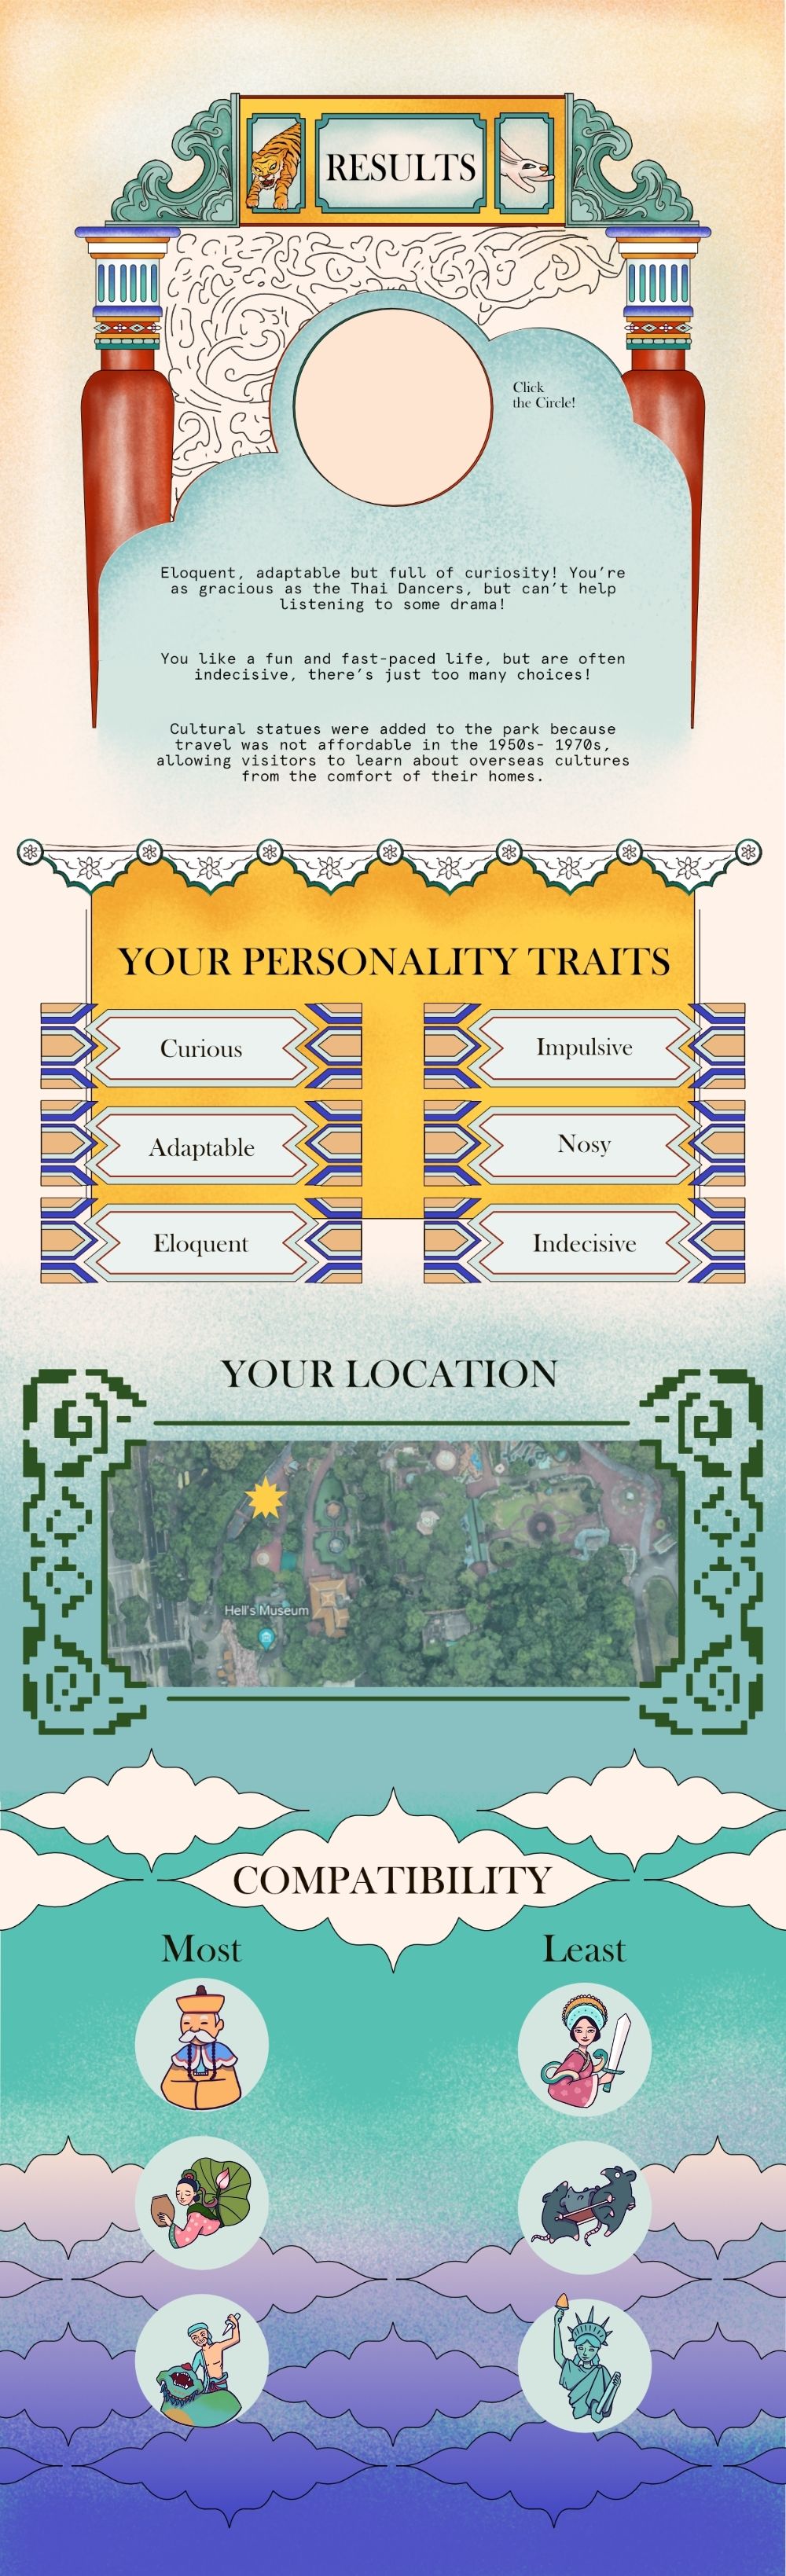 RESULTS
Click
the Circle!
Eloquent, adaptable but full of curiosity! You're
as gracious as the Thai Dancers, but can't help
listening to some drama!
You like a fun and fast-paced life, but are often
indecisive, there's just too many choices!
Cultural statues were added to the park because
travel was not affordable in the 1950s- 1970s,
allowing visitors to learn about overseas cultures
from the comfort of their homes.
YOUR PERSONALITY TRAITS
Curious
Impulsive
Adaptable
Nosy
Eloquent
Indecisive
YOUR LOCATION
Hell's Museum
COMPATIBILITY
Most
Least